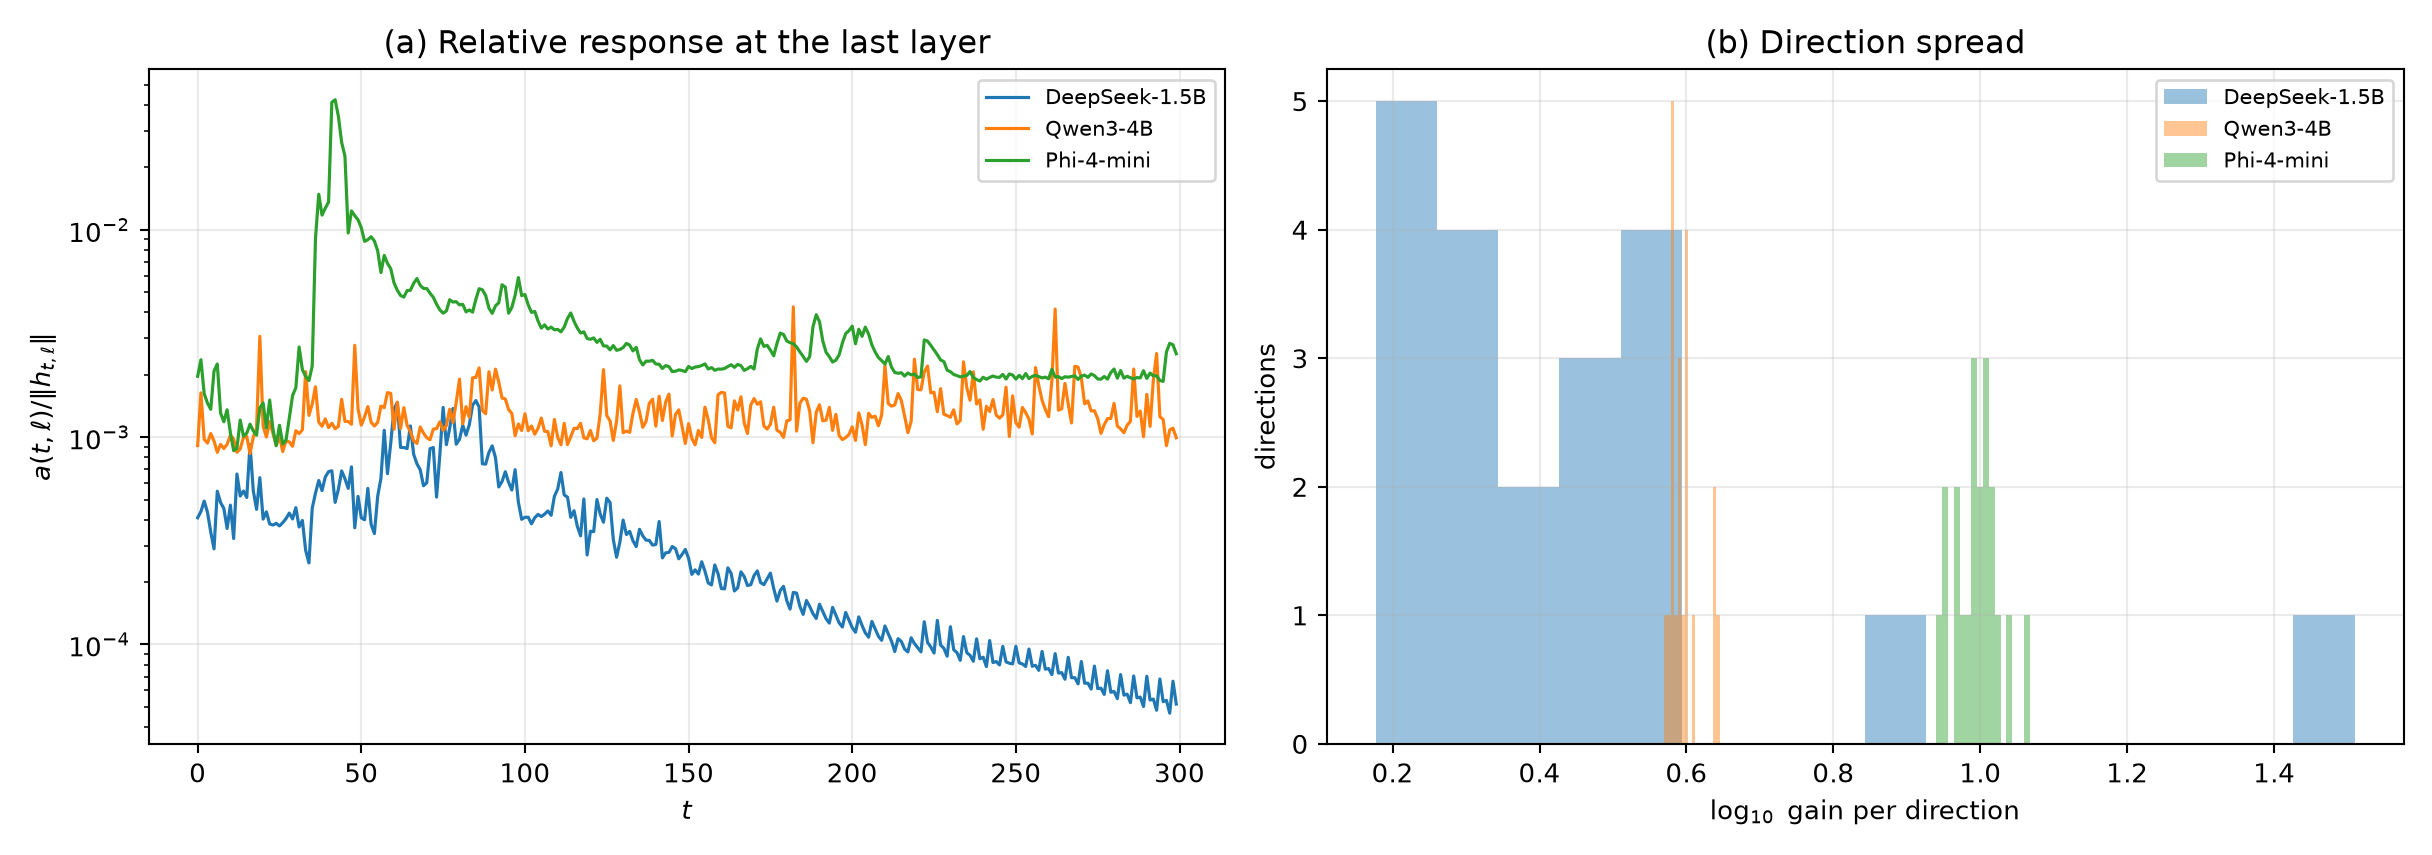 (a) Relative response at the last layer
a(t, ℓ)/‖h_{t,ℓ}‖
10⁻²
10⁻³
10⁻⁴
0 50 100 150 200 250 300
t
DeepSeek-1.5B
Qwen3-4B
Phi-4-mini
(b) Direction spread
directions
5
4
3
2
1
0
0.2 0.4 0.6 0.8 1.0 1.2 1.4
log₁₀ gain per direction
DeepSeek-1.5B
Qwen3-4B
Phi-4-mini